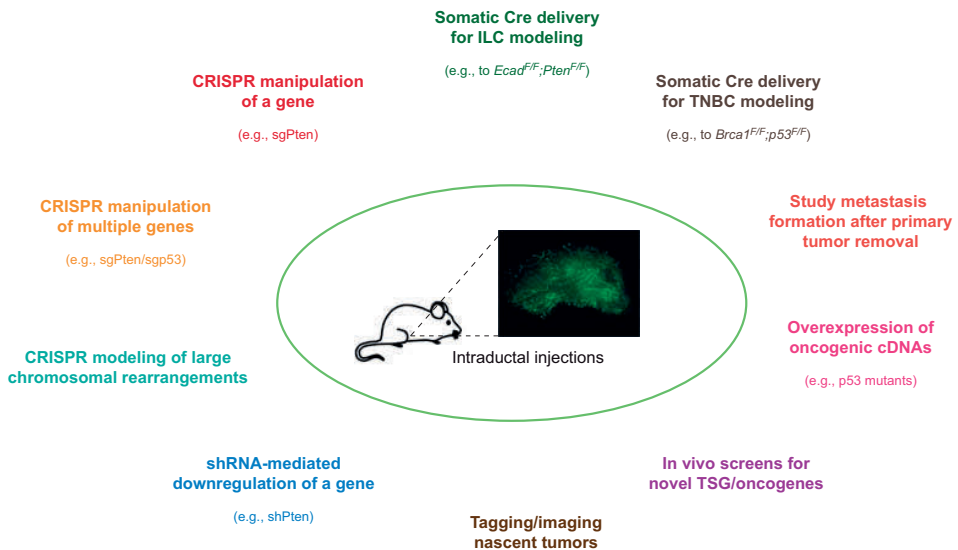 Somatic Cre delivery
for ILC modeling
(e.g., to Ecad^F/F;Pten^F/F)
CRISPR manipulation
of a gene
(e.g., sgPten)
Somatic Cre delivery
for TNBC modeling
(e.g., to Brca1^F/F;p53^F/F)
CRISPR manipulation
of multiple genes
(e.g., sgPten/sgp53)
Study metastasis
formation after primary
tumor removal
Intraductal injections
CRISPR modeling of large
chromosomal rearrangements
Overexpression of
oncogenic cDNAs
(e.g., p53 mutants)
shRNA-mediated
downregulation of a gene
(e.g., shPten)
In vivo screens for
novel TSG/oncogenes
Tagging/imaging
nascent tumors